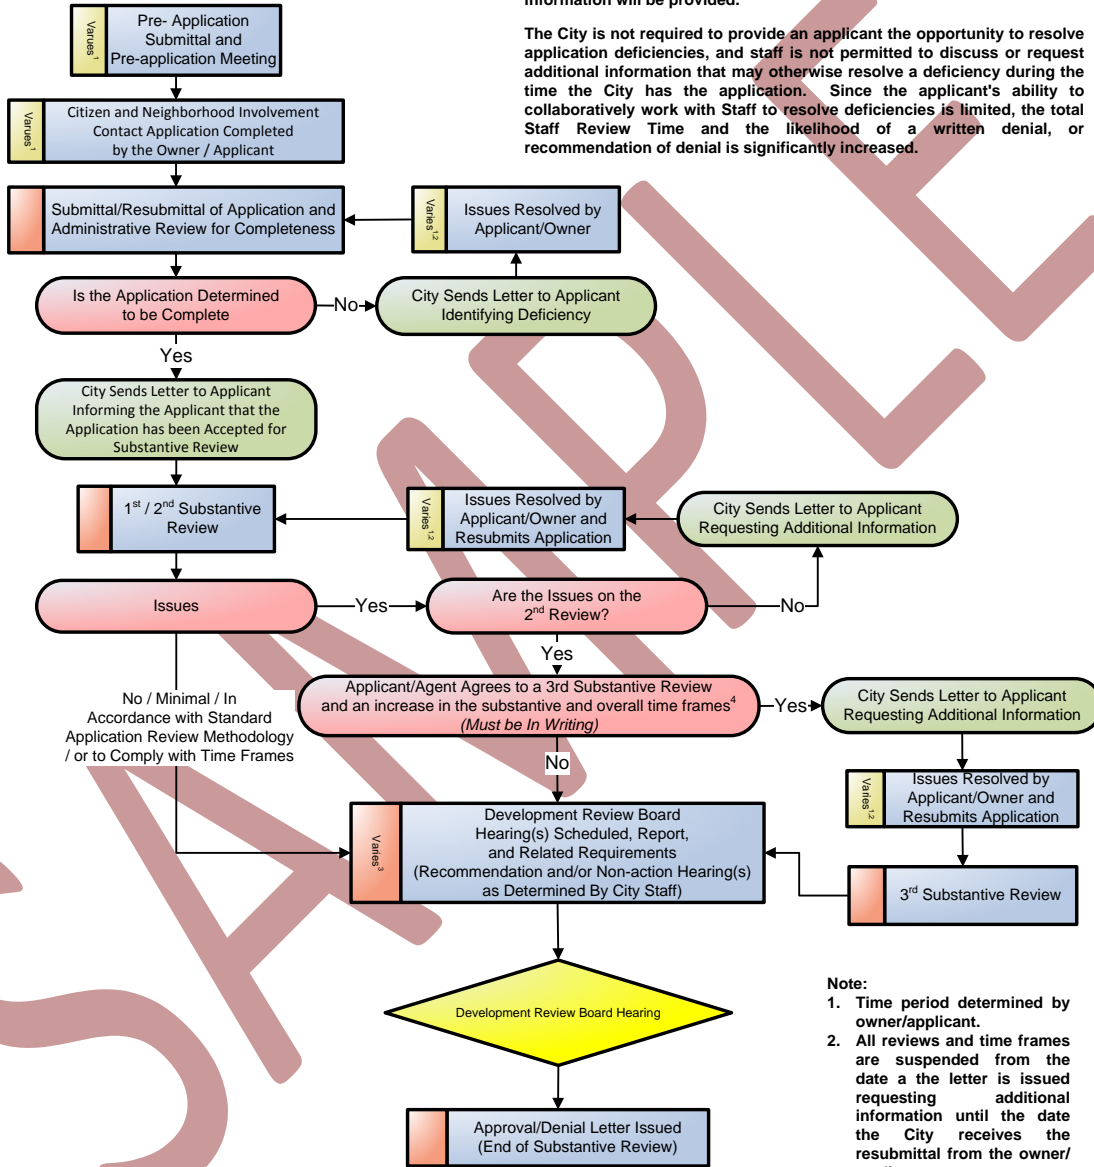 information will be provided.
The City is not required to provide an applicant the opportunity to resolve
application deficiencies, and staff is not permitted to discuss or request
additional information that may otherwise resolve a deficiency during the
time the City has the application. Since the applicant's ability to
collaboratively work with Staff to resolve deficiencies is limited, the total
Staff Review Time and the likelihood of a written denial, or
recommendation of denial is significantly increased.
Varues1
Pre- Application
Submittal and
Pre-application Meeting
Varues1
Citizen and Neighborhood Involvement
Contact Application Completed
by the Owner / Applicant
Submittal/Resubmittal of Application and
Administrative Review for Completeness
Varies1,2
Issues Resolved by
Applicant/Owner
Is the Application Determined
to be Complete
No
City Sends Letter to Applicant
Identifying Deficiency
Yes
City Sends Letter to Applicant
Informing the Applicant that the
Application has been Accepted for
Substantive Review
1st / 2nd Substantive
Review
Varies1,2
Issues Resolved by
Applicant/Owner and
Resubmits Application
City Sends Letter to Applicant
Requesting Additional Information
Issues
Yes
Are the Issues on the
2nd Review?
No
Yes
No / Minimal / In
Accordance with Standard
Application Review Methodology
/ or to Comply with Time Frames
Applicant/Agent Agrees to a 3rd Substantive Review
and an increase in the substantive and overall time frames4
(Must be In Writing)
Yes
City Sends Letter to Applicant
Requesting Additional Information
No
Varies1,2
Issues Resolved by
Applicant/Owner and
Resubmits Application
Varies3
Development Review Board
Hearing(s) Scheduled, Report,
and Related Requirements
(Recommendation and/or Non-action Hearing(s)
as Determined By City Staff)
3rd Substantive Review
Development Review Board Hearing
Approval/Denial Letter Issued
(End of Substantive Review)
Note:
1. Time period determined by
owner/applicant.
2. All reviews and time frames
are suspended from the
date a the letter is issued
requesting additional
information until the date
the City receives the
resubmittal from the owner/
SAMPLE